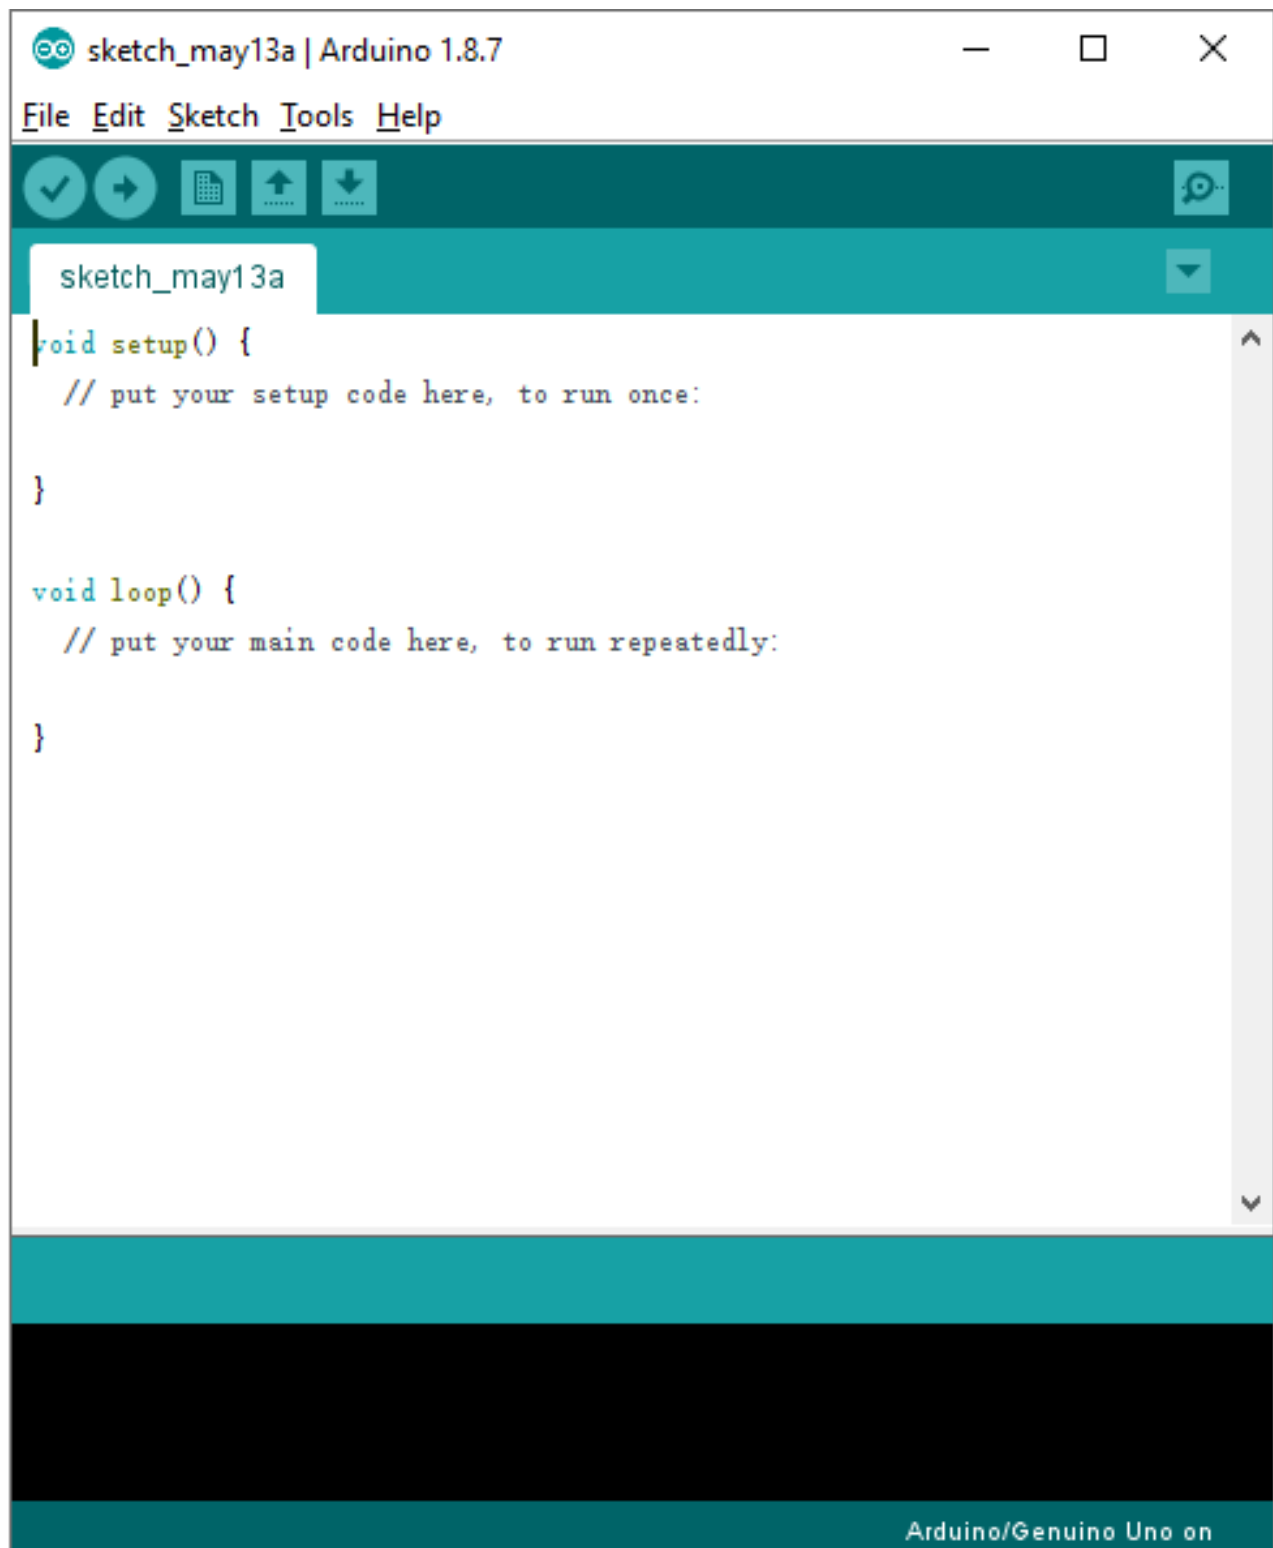 sketch_may13a | Arduino 1.8.7
File Edit Sketch Tools Help
sketch_may13a
void setup() {
  // put your setup code here, to run once:
}
void loop() {
  // put your main code here, to run repeatedly:
}
Arduino/Genuino Uno on